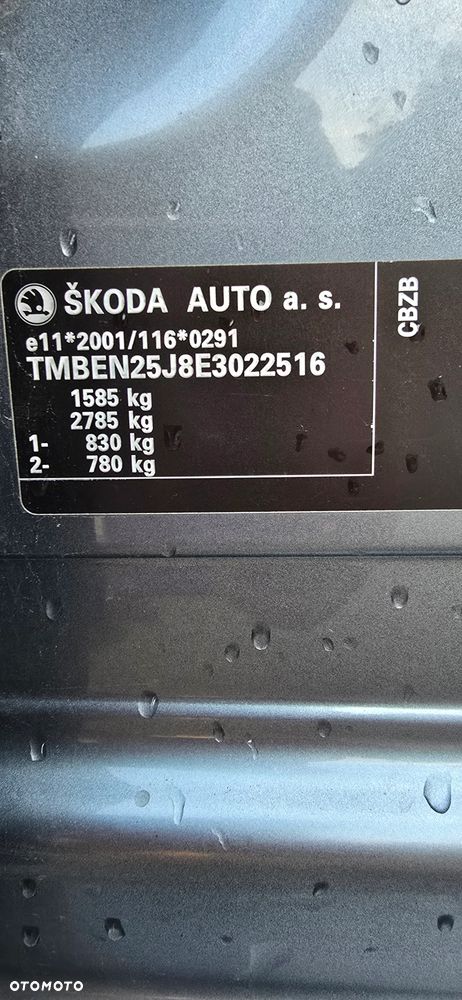 ŠKODA AUTO a. s.
e11*2001/116*0291
TMBEN25J8E3022516
1585 kg
2785 kg
1- 830 kg
2- 780 kg
CBZB
OTOMOTO